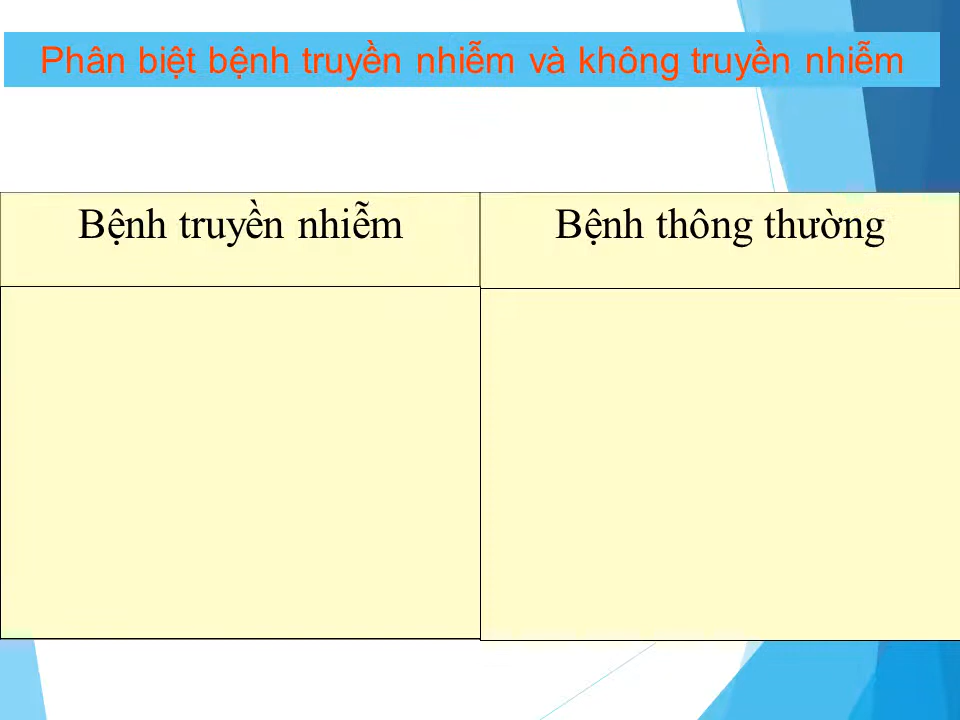 Phân biệt bệnh truyền nhiễm và không truyền nhiễm
Bệnh truyền nhiễm
Bệnh thông thường